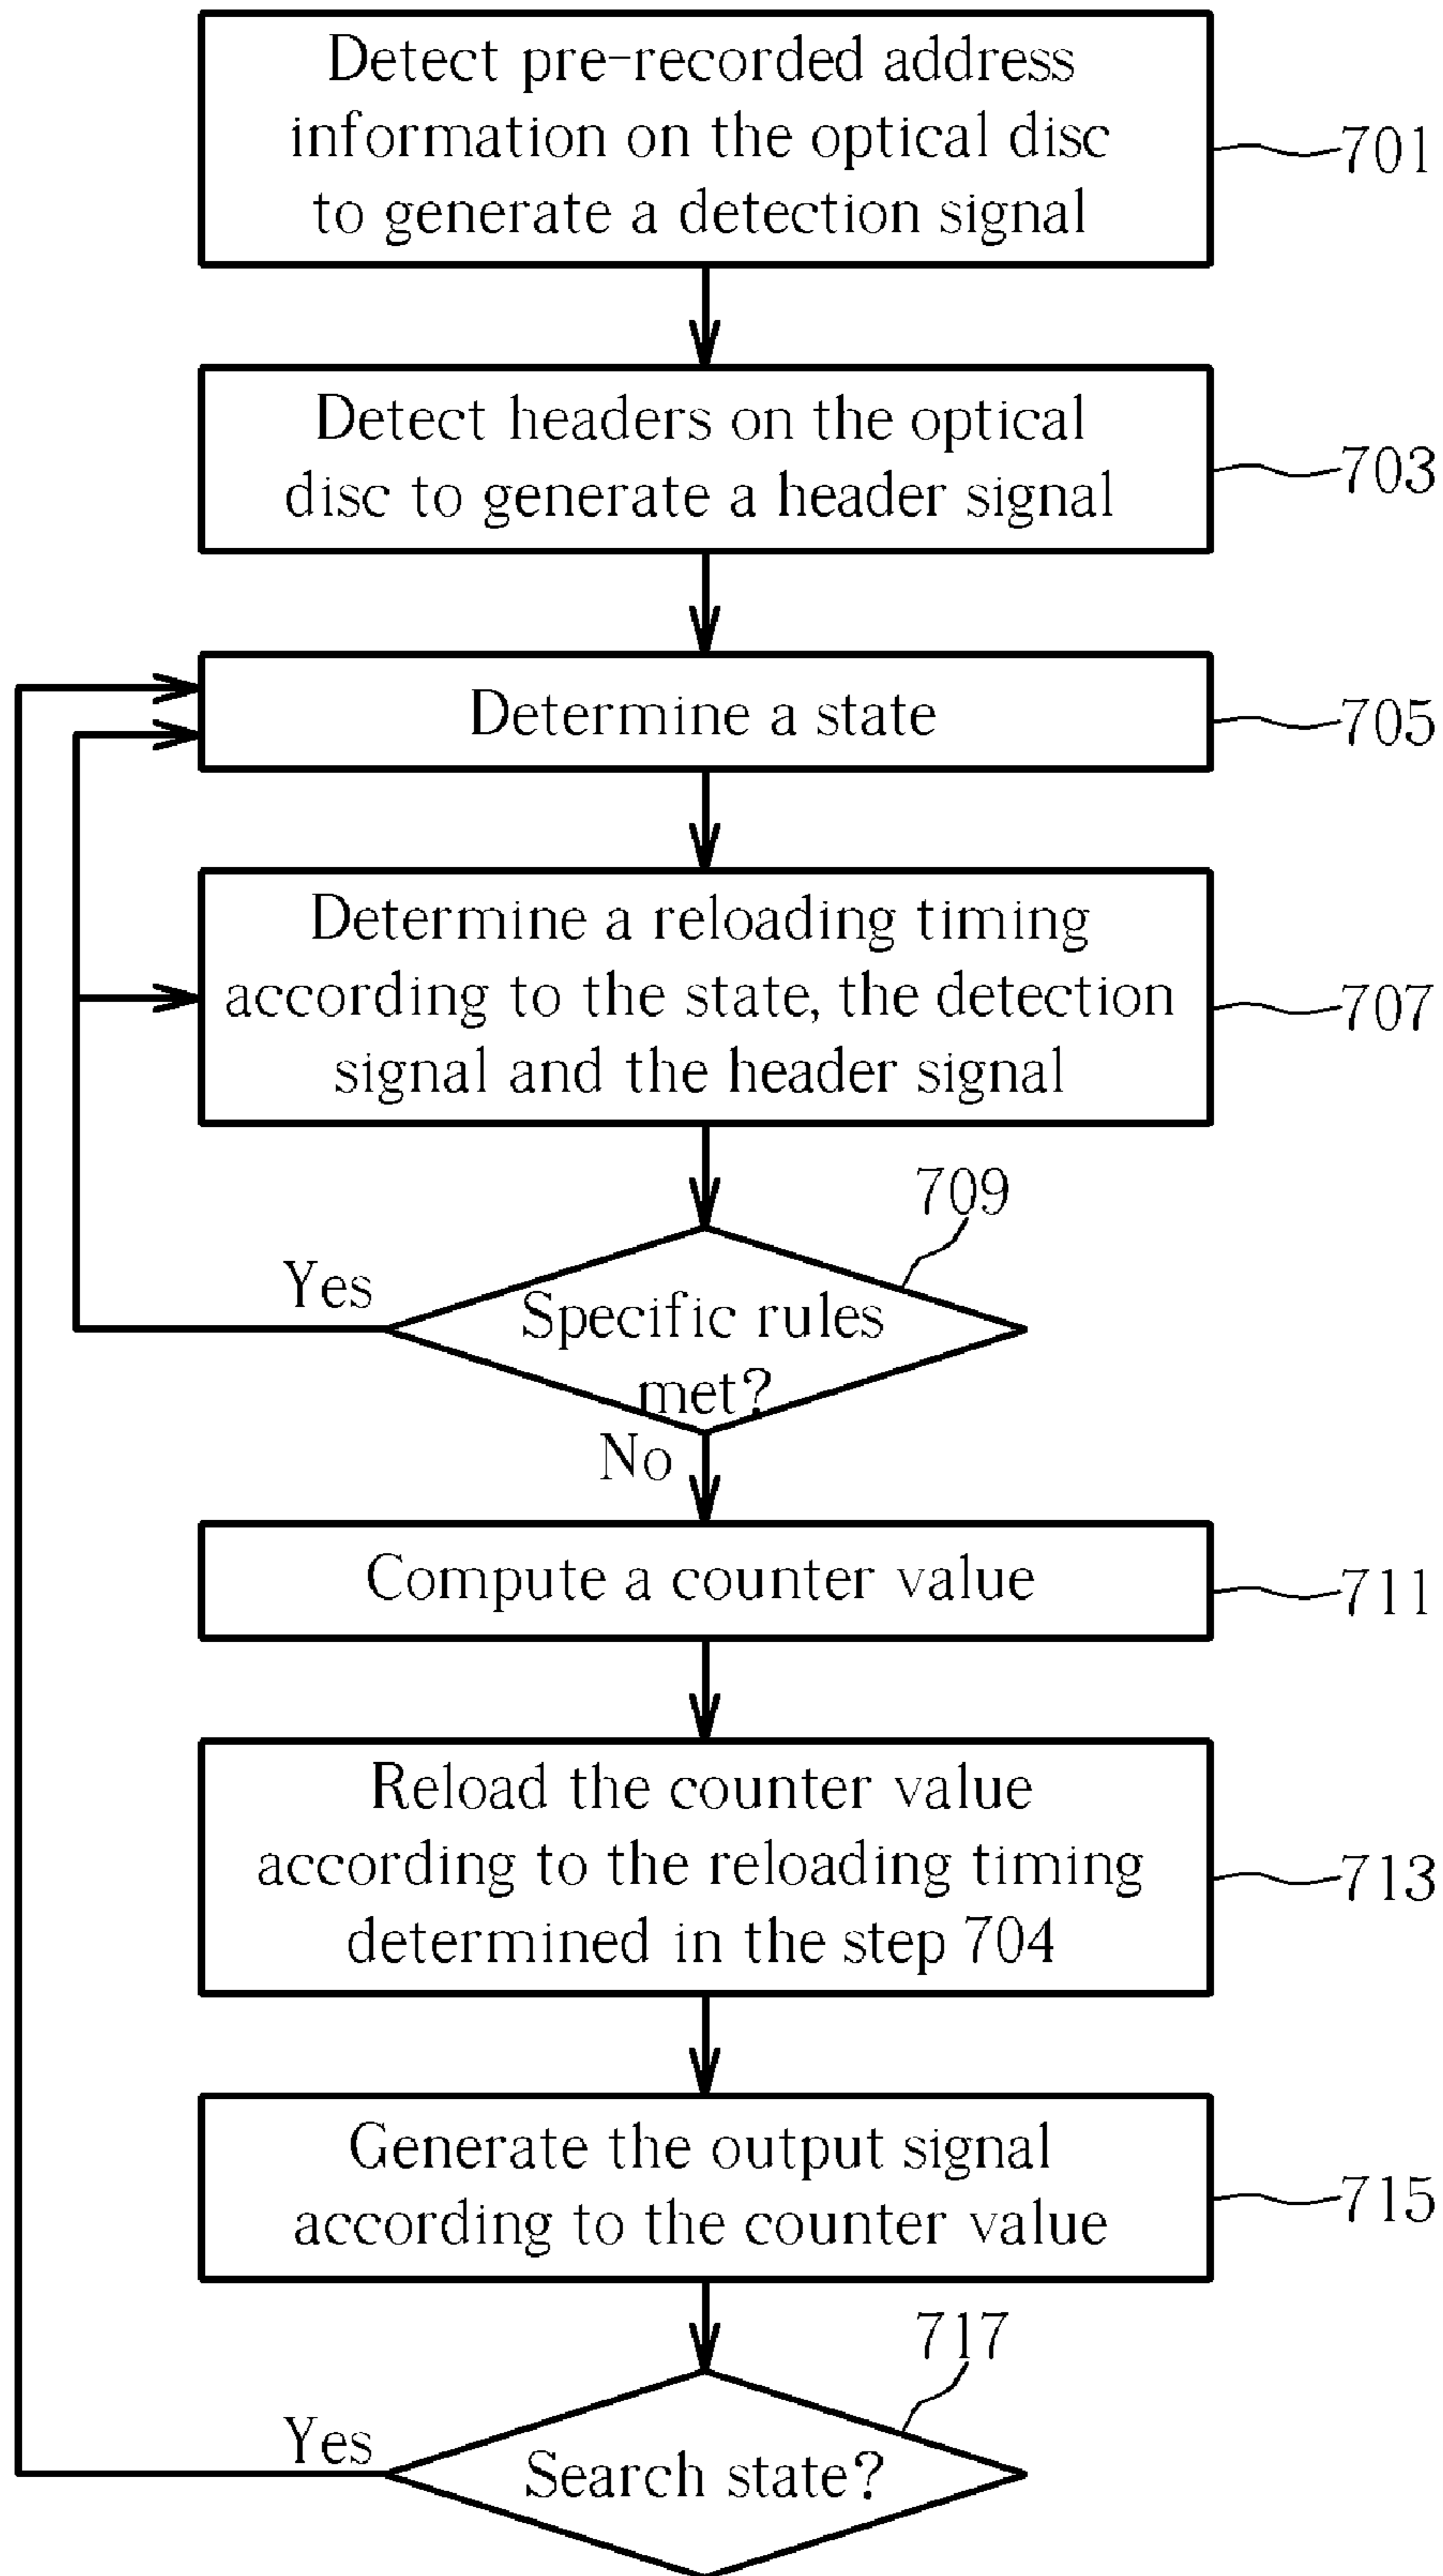 Detect pre-recorded address
information on the optical disc
to generate a detection signal
701
Detect headers on the optical
disc to generate a header signal
703
Determine a state
705
Determine a reloading timing
according to the state, the detection
signal and the header signal
707
709
Yes
Specific rules
met?
No
Compute a counter value
711
Reload the counter value
according to the reloading timing
determined in the step 704
713
Generate the output signal
according to the counter value
715
717
Yes
Search state?